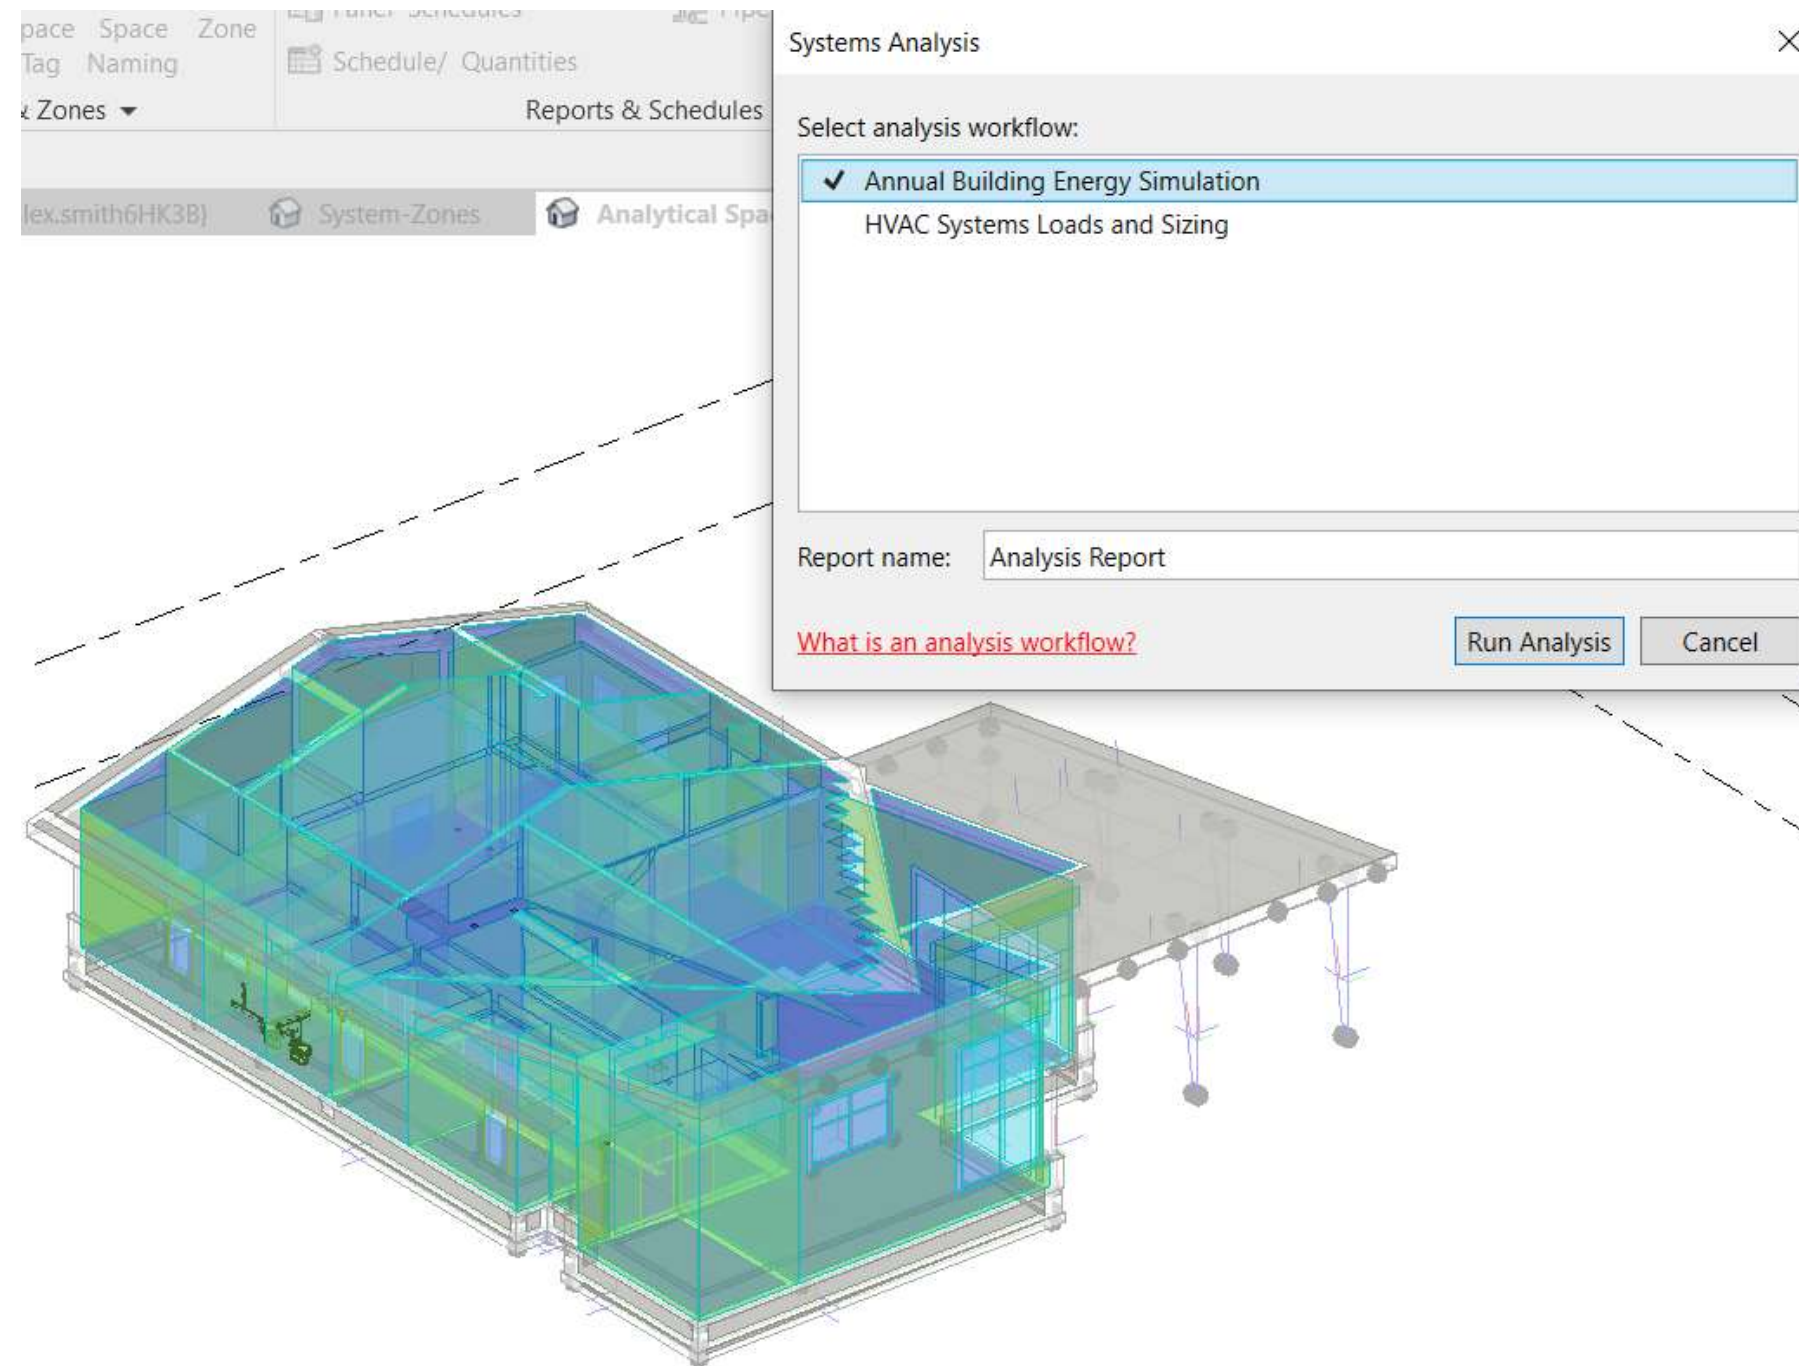 Space Zone
Tag Naming
Schedule/ Quantities
& Zones
Reports & Schedules
System-Zones
Analytical Spa
Systems Analysis
Select analysis workflow:
Annual Building Energy Simulation
HVAC Systems Loads and Sizing
Report name: Analysis Report
What is an analysis workflow?
Run Analysis
Cancel